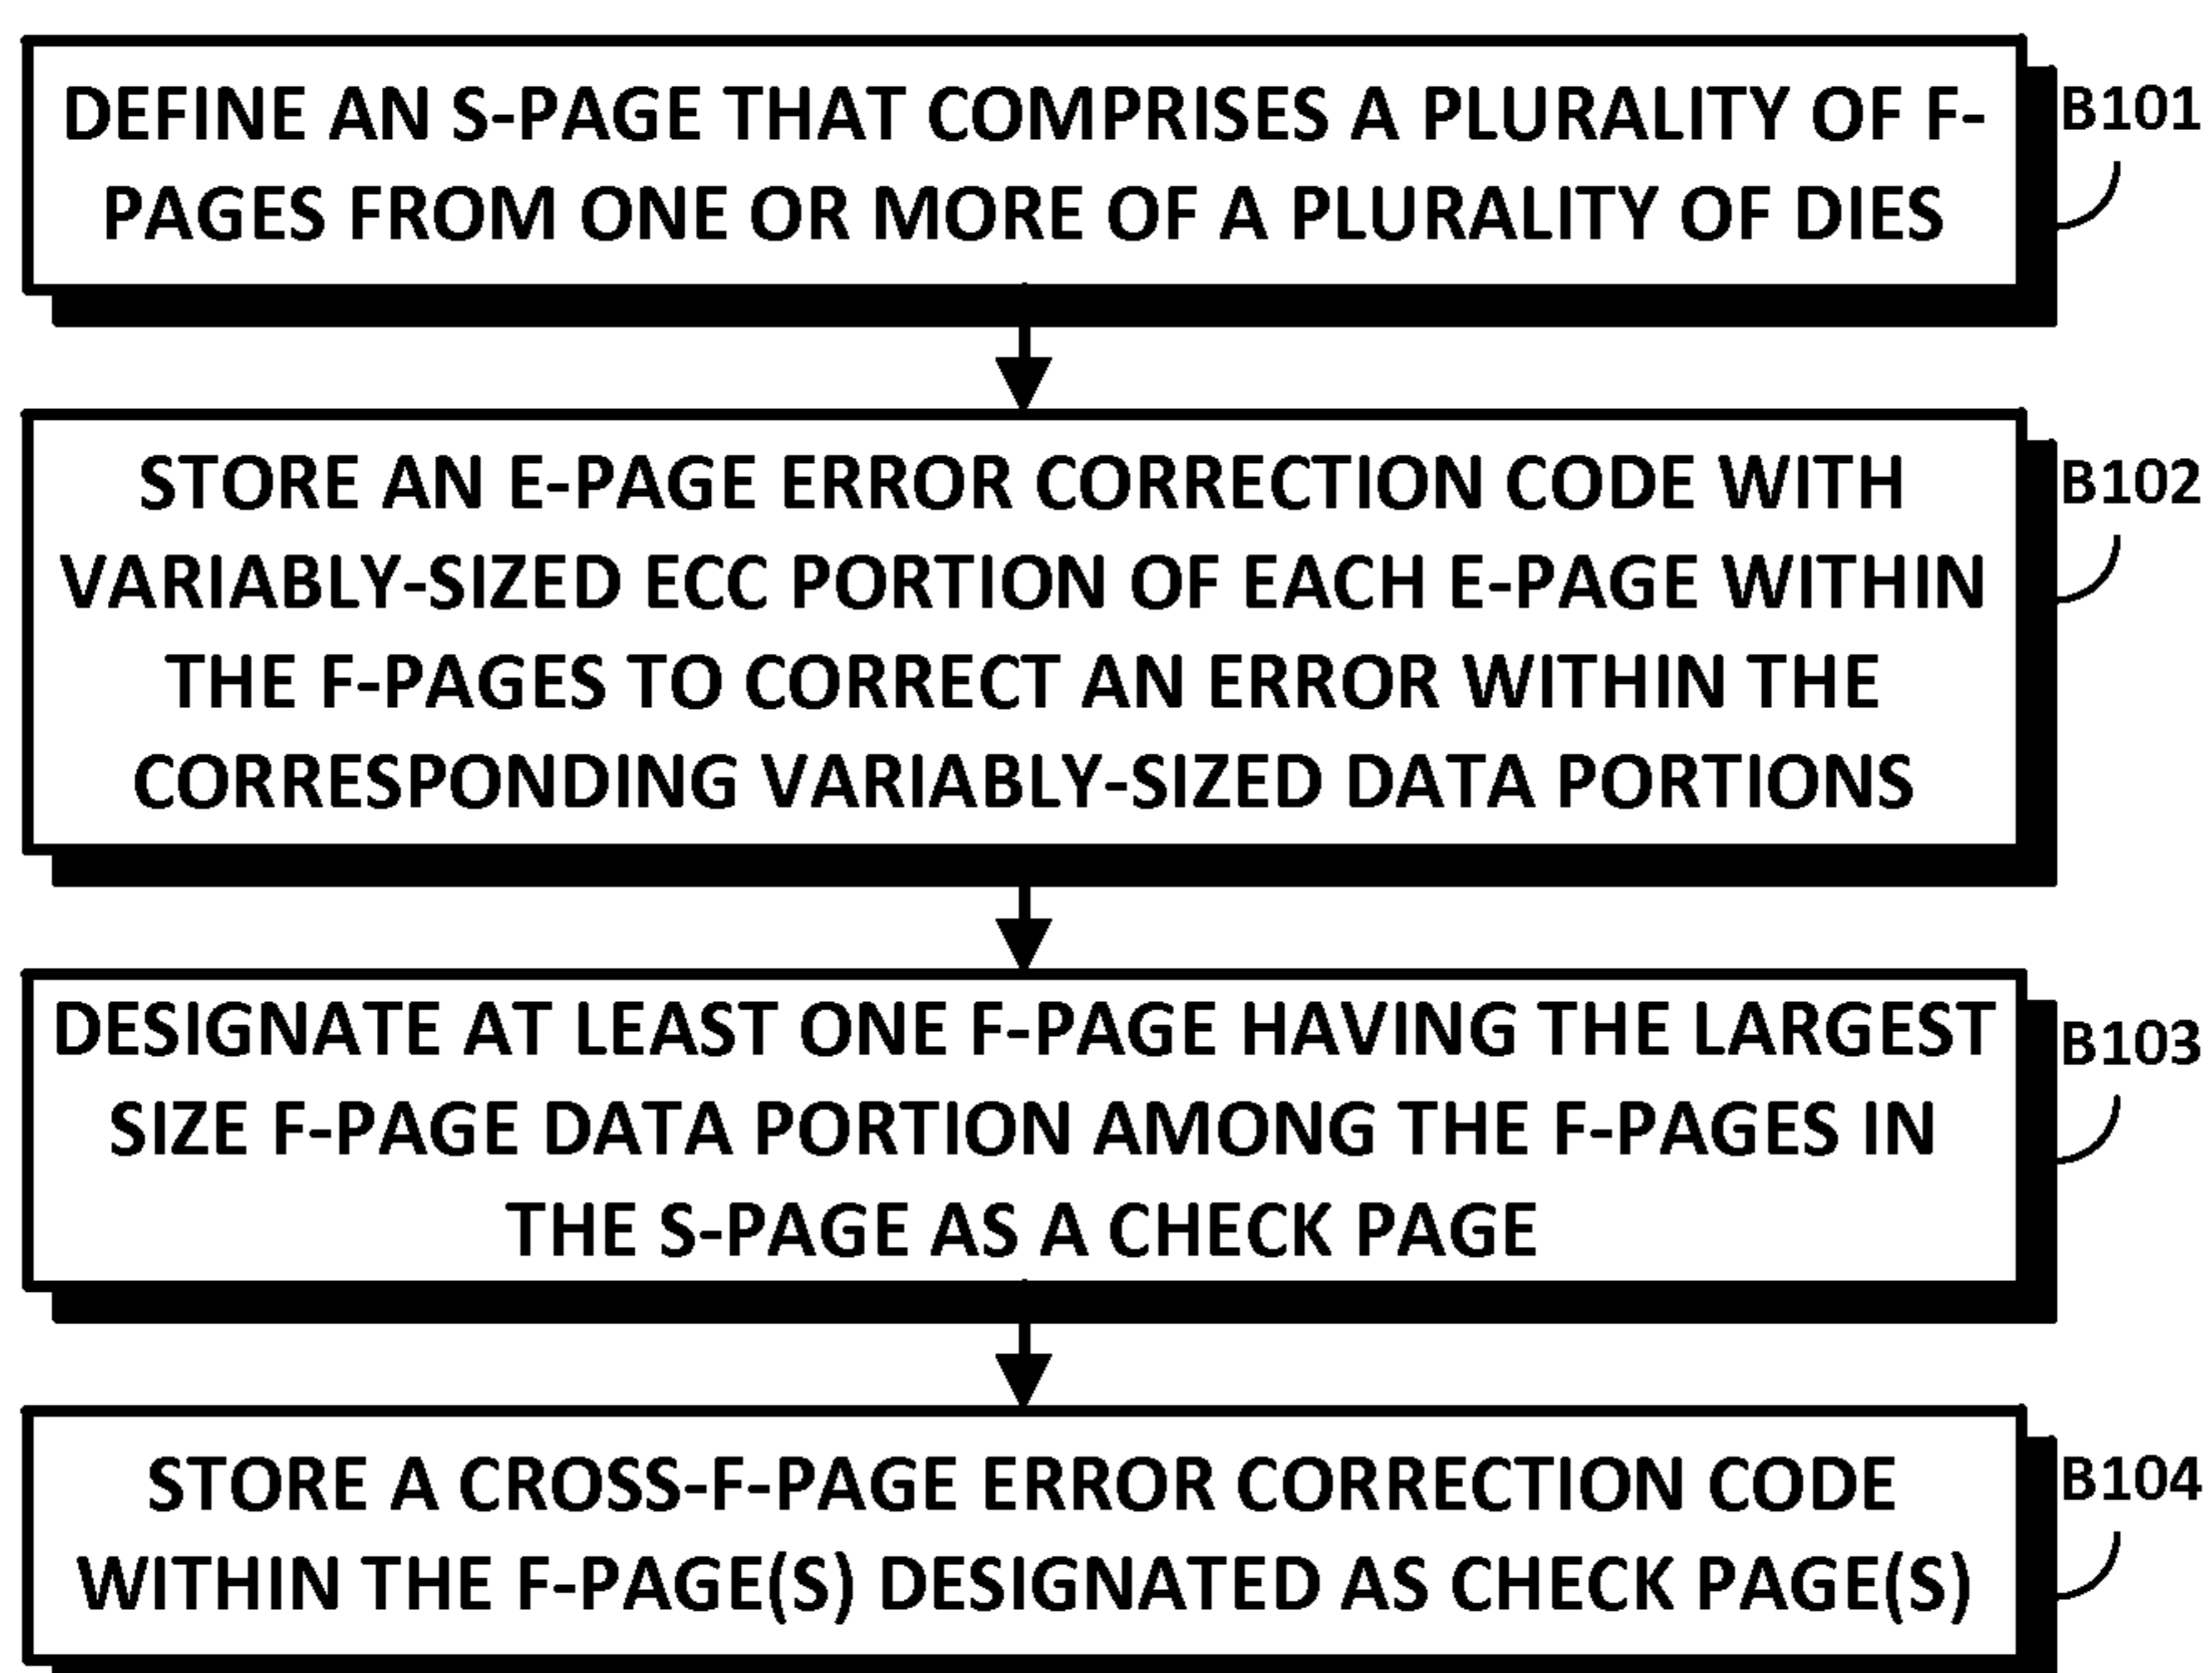 DEFINE AN S-PAGE THAT COMPRISES A PLURALITY OF F-
PAGES FROM ONE OR MORE OF A PLURALITY OF DIES
B101
STORE AN E-PAGE ERROR CORRECTION CODE WITH
VARIABLY-SIZED ECC PORTION OF EACH E-PAGE WITHIN
THE F-PAGES TO CORRECT AN ERROR WITHIN THE
CORRESPONDING VARIABLY-SIZED DATA PORTIONS
B102
DESIGNATE AT LEAST ONE F-PAGE HAVING THE LARGEST
SIZE F-PAGE DATA PORTION AMONG THE F-PAGES IN
THE S-PAGE AS A CHECK PAGE
B103
STORE A CROSS-F-PAGE ERROR CORRECTION CODE
WITHIN THE F-PAGE(S) DESIGNATED AS CHECK PAGE(S)
B104